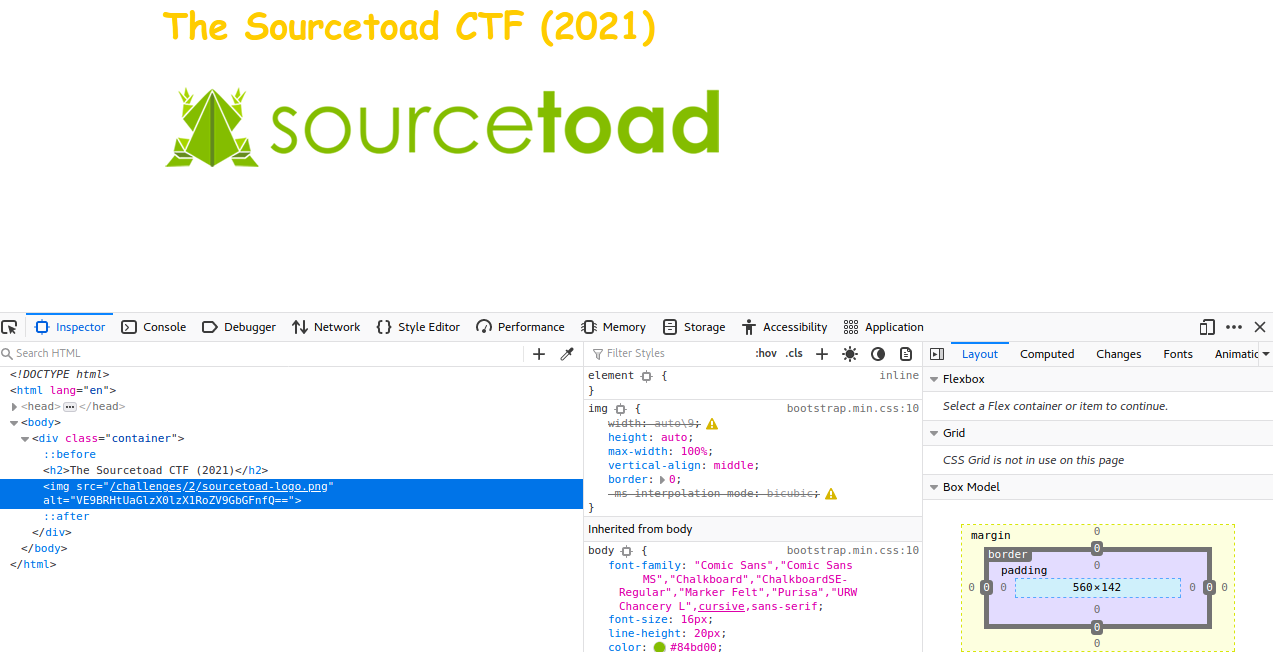 The Sourcetoad CTF (2021)
sourcetoad
Inspector Console Debugger Network Style Editor Performance Memory Storage Accessibility Application
Search HTML
<!DOCTYPE html>
<html lang="en">
<head> </head>
<body>
<div class="container">
::before
<h2>The Sourcetoad CTF (2021)</h2>
<img src="/challenges/2/sourcetoad-logo.png"
alt="VE9BRHtUaGlzX0lzX1RoZV9GbGFnfQ==">
::after
</div>
</body>
</html>
Filter Styles :hov .cls
element { inline
}
img { bootstrap.min.css:10
width: auto\9;
height: auto;
max-width: 100%;
vertical-align: middle;
border: 0;
-ms-interpolation-mode: bicubic;
}
Inherited from body
body { bootstrap.min.css:10
font-family: "Comic Sans","Comic Sans
MS","Chalkboard","ChalkboardSE-
Regular","Marker Felt","Purisa","URW
Chancery L",cursive,sans-serif;
font-size: 16px;
line-height: 20px;
color: #84bd00;
Layout Computed Changes Fonts Animatic
Flexbox
Select a Flex container or item to continue.
Grid
CSS Grid is not in use on this page
Box Model
margin 0
border 0
padding 0
0 0 0 560×142 0 0 0
0
0
0